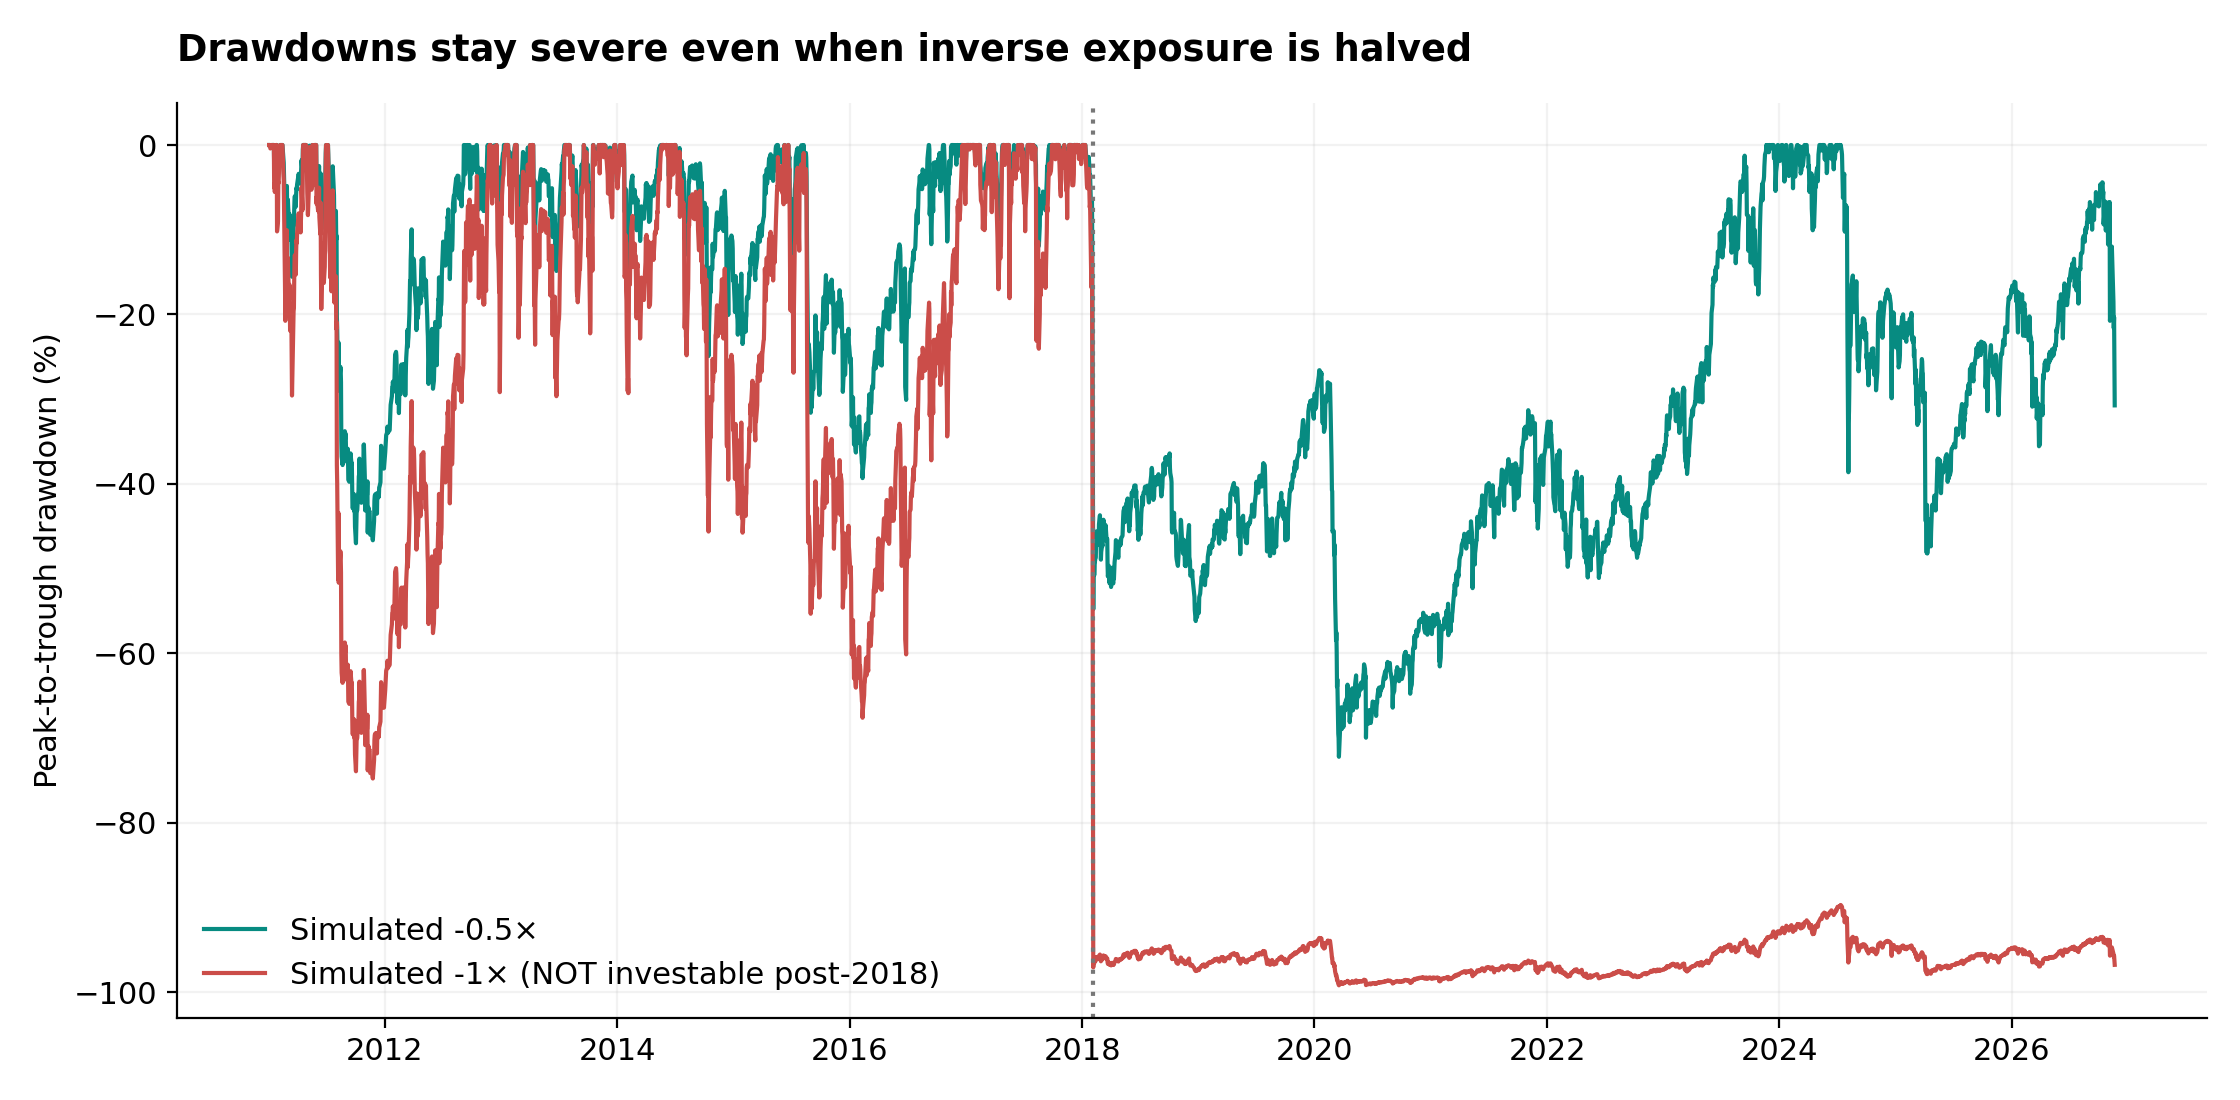 Drawdowns stay severe even when inverse exposure is halved
Peak-to-trough drawdown (%)
0
−20
−40
−60
−80
−100
Simulated -0.5×
Simulated -1× (NOT investable post-2018)
2012 2014 2016 2018 2020 2022 2024 2026